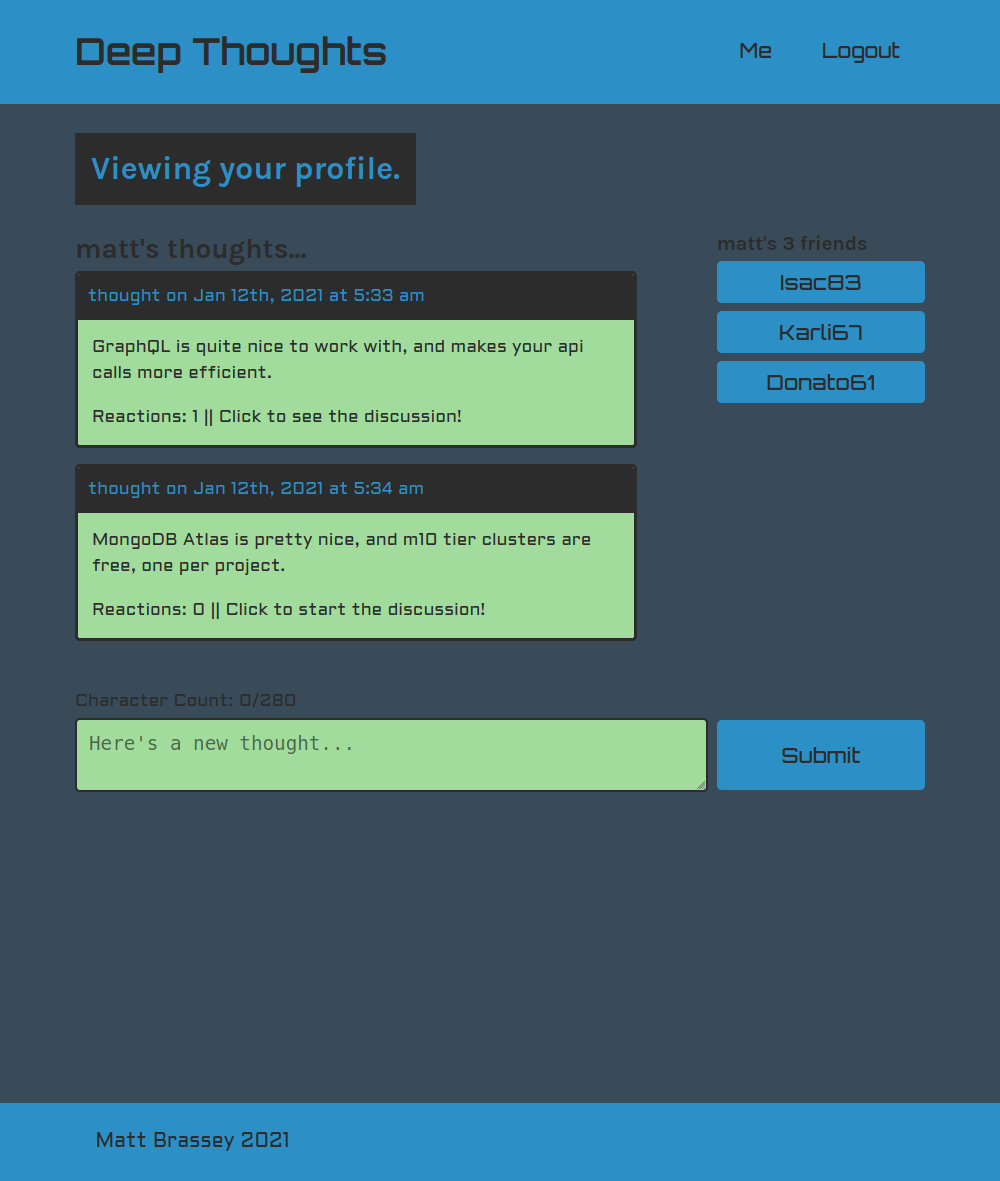 Deep Thoughts
Me Logout
Viewing your profile.
matt's thoughts...
thought on Jan 12th, 2021 at 5:33 am
GraphQL is quite nice to work with, and makes your api
calls more efficient.
Reactions: 1 || Click to see the discussion!
thought on Jan 12th, 2021 at 5:34 am
MongoDB Atlas is pretty nice, and m10 tier clusters are
free, one per project.
Reactions: 0 || Click to start the discussion!
matt's 3 friends
Isac83
Karli67
Donato61
Character Count: 0/280
Here's a new thought...
Submit
Matt Brassey 2021